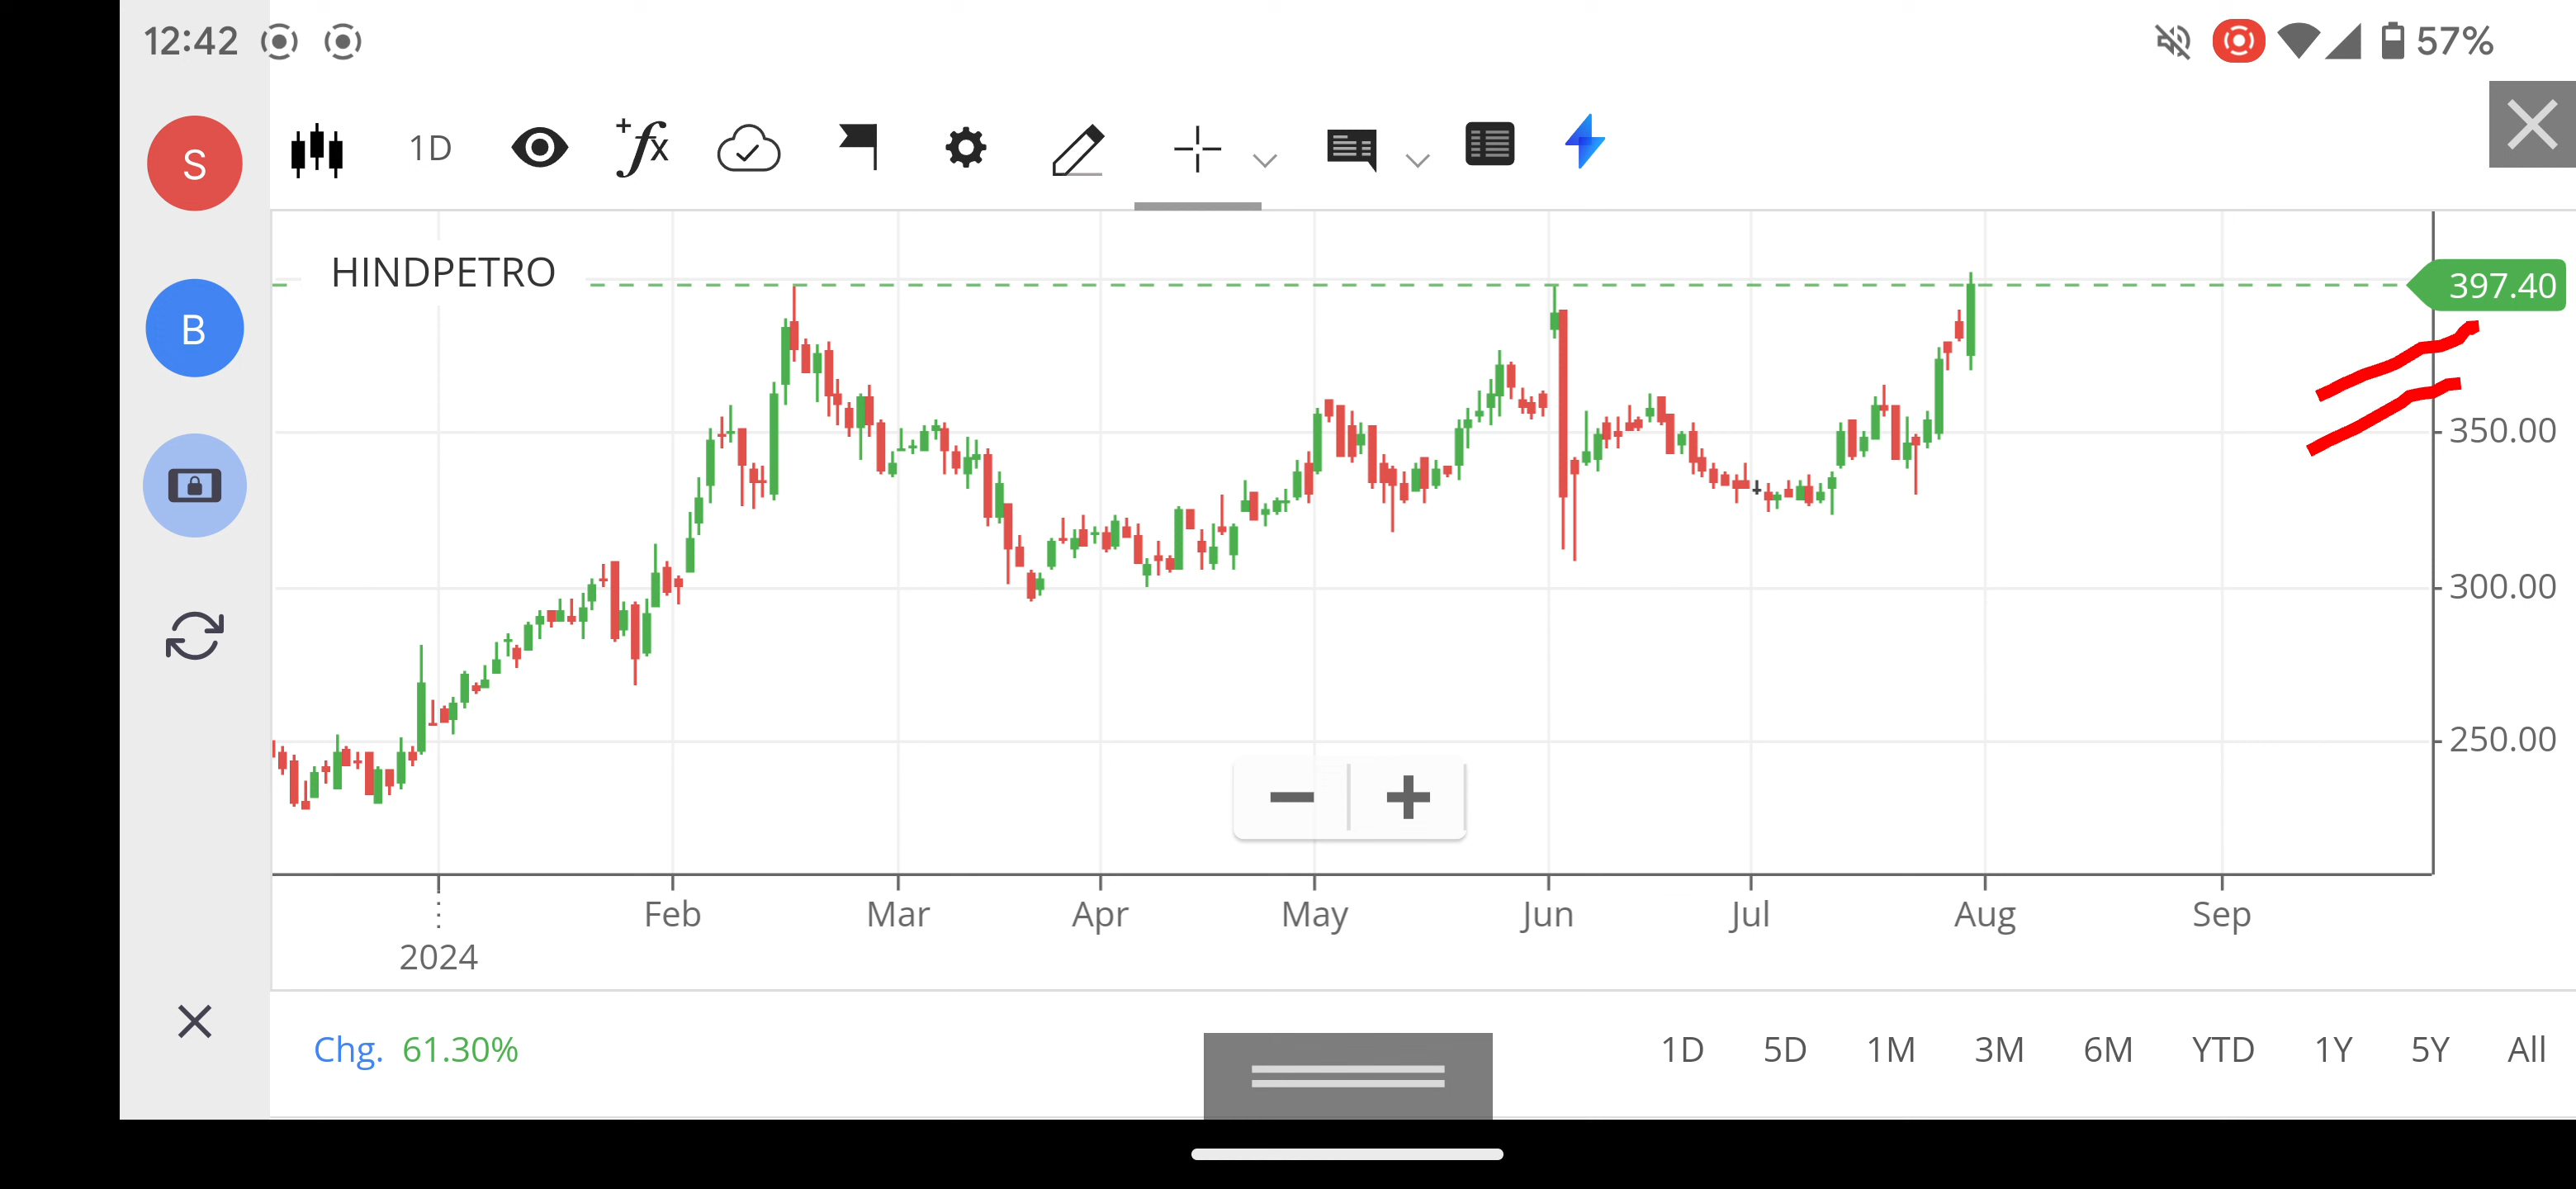 12:42
57%
S
B
1D
+fx
HINDPETRO
397.40
350.00
300.00
250.00
Feb Mar Apr May Jun Jul Aug Sep
2024
Chg. 61.30%
1D 5D 1M 3M 6M YTD 1Y 5Y All